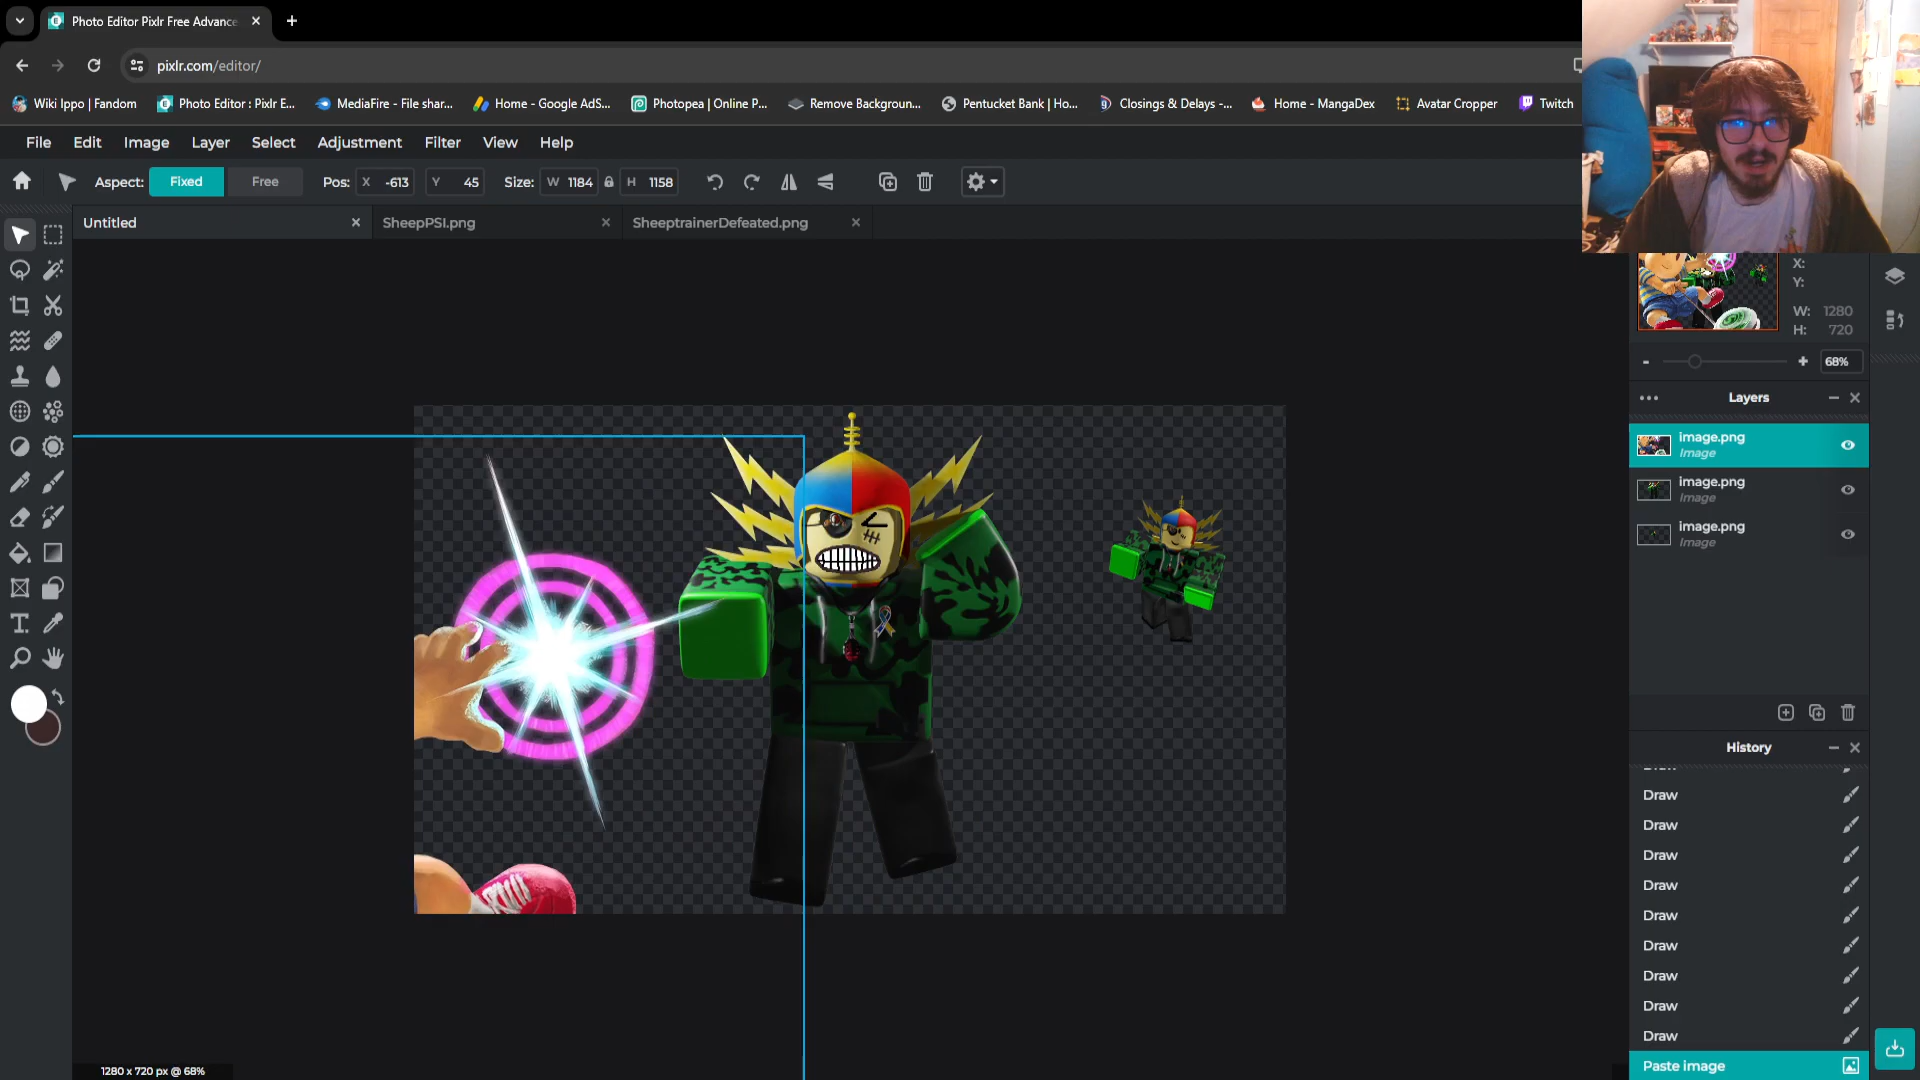 Photo Editor Pixlr Free Advance
pixlr.com/editor/
Wiki Ippo | Fandom
Photo Editor : Pixlr E...
MediaFire - File shar...
Home - Google AdS...
Photopea | Online P...
Remove Backgroun...
Pentucket Bank | Ho...
Closings & Delays -...
Home - MangaDex
Avatar Cropper
Twitch
File Edit Image Layer Select Adjustment Filter View Help
Aspect: Fixed Free Pos: X -613 Y 45 Size: W 1184 H 1158
Untitled
SheepPSI.png
SheeptrainerDefeated.png
X:
Y:
W: 1280
H: 720
- + 68%
Layers
image.png
Image
image.png
Image
image.png
Image
History
Draw
Draw
Draw
Draw
Draw
Draw
Draw
Draw
Draw
Paste image
1280 x 720 px @ 68%